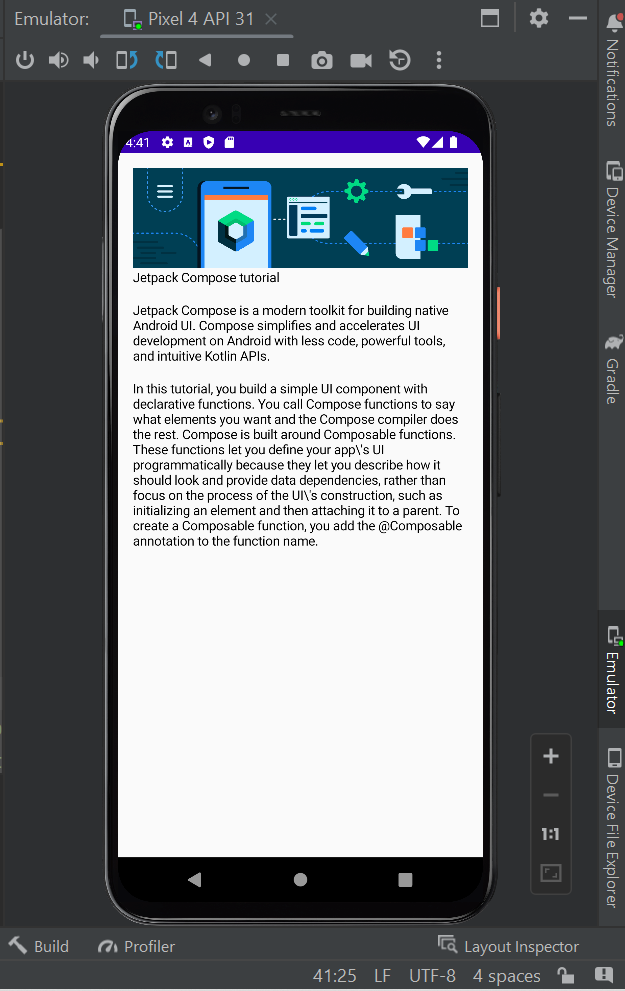 Emulator: Pixel 4 API 31
4:41
Jetpack Compose tutorial
Jetpack Compose is a modern toolkit for building native
Android UI. Compose simplifies and accelerates UI
development on Android with less code, powerful tools,
and intuitive Kotlin APIs.
In this tutorial, you build a simple UI component with
declarative functions. You call Compose functions to say
what elements you want and the Compose compiler does
the rest. Compose is built around Composable functions.
These functions let you define your app\'s UI
programmatically because they let you describe how it
should look and provide data dependencies, rather than
focus on the process of the UI\'s construction, such as
initializing an element and then attaching it to a parent. To
create a Composable function, you add the @Composable
annotation to the function name.
Notifications
Device Manager
Gradle
Emulator
Device File Explorer
1:1
Build Profiler Layout Inspector
41:25 LF UTF-8 4 spaces